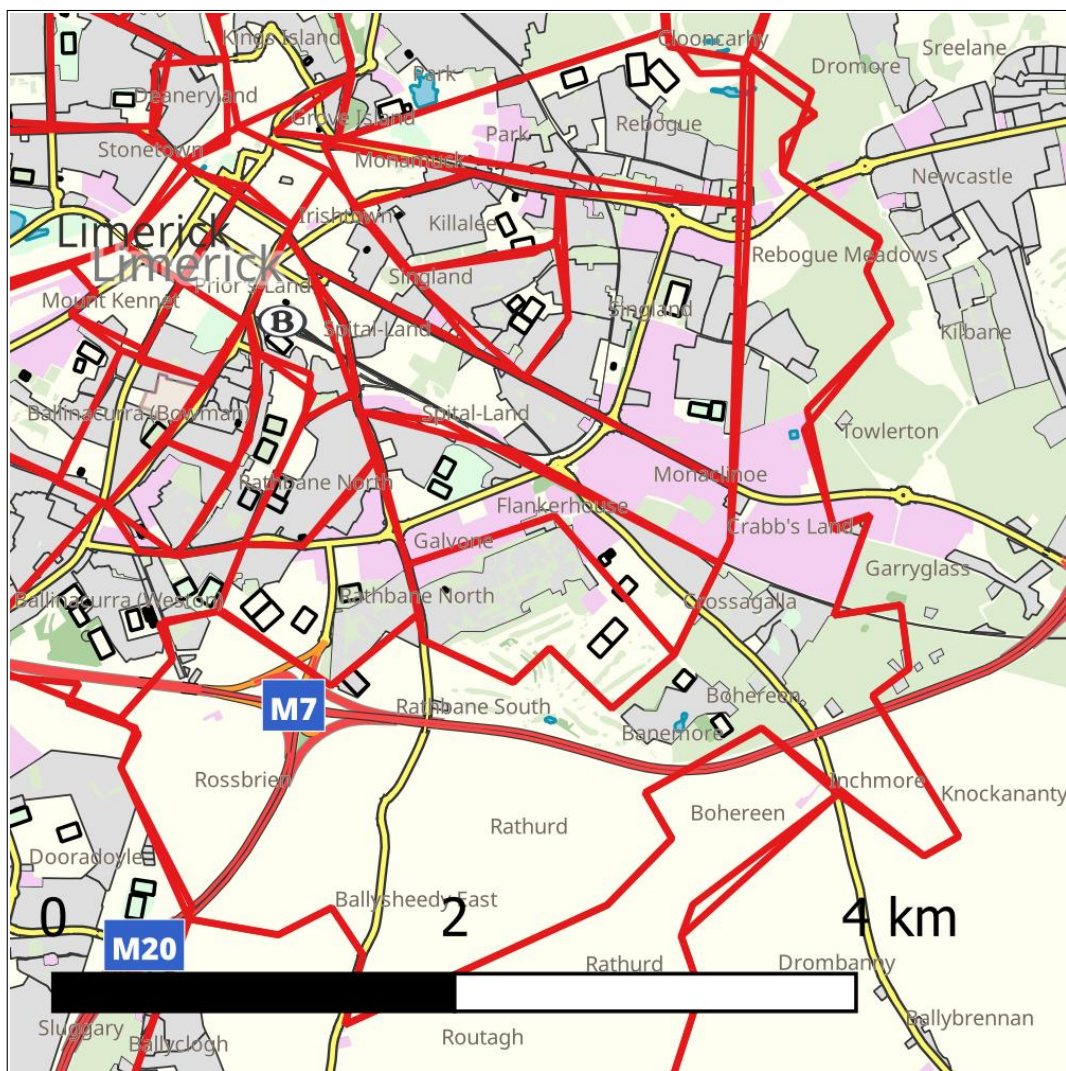 Kings Island
Clooncarhy
Sreelane
Park
Dromore
Deaneryland
Grove Island
Rebogue
Park
Stonetown
Monamuck
Newcastle
Irishtown
Killalee
Limerick
Rebogue Meadows
Limerick
Singland
Prior's Land
Mount Kennet
Singland
B
Spital-Land
Kilbane
Ballinacurra (Bowman)
Spital-Land
Towlerton
Rathbane North
Monaclinoe
Flankerhouse
Crabb's Land
Galvone
Garryglass
Ballinacurra (Weston)
Rathbane North
Crossagalla
Bohereen
M7
Rathbane South
Banemore
Rossbrien
Inchmore
Knockananty
Bohereen
Rathurd
Dooradoyle
Ballysheedy East
0
2
4 km
M20
Rathurd
Drombanny
Sluggary
Ballybrennan
Ballyclogh
Routagh